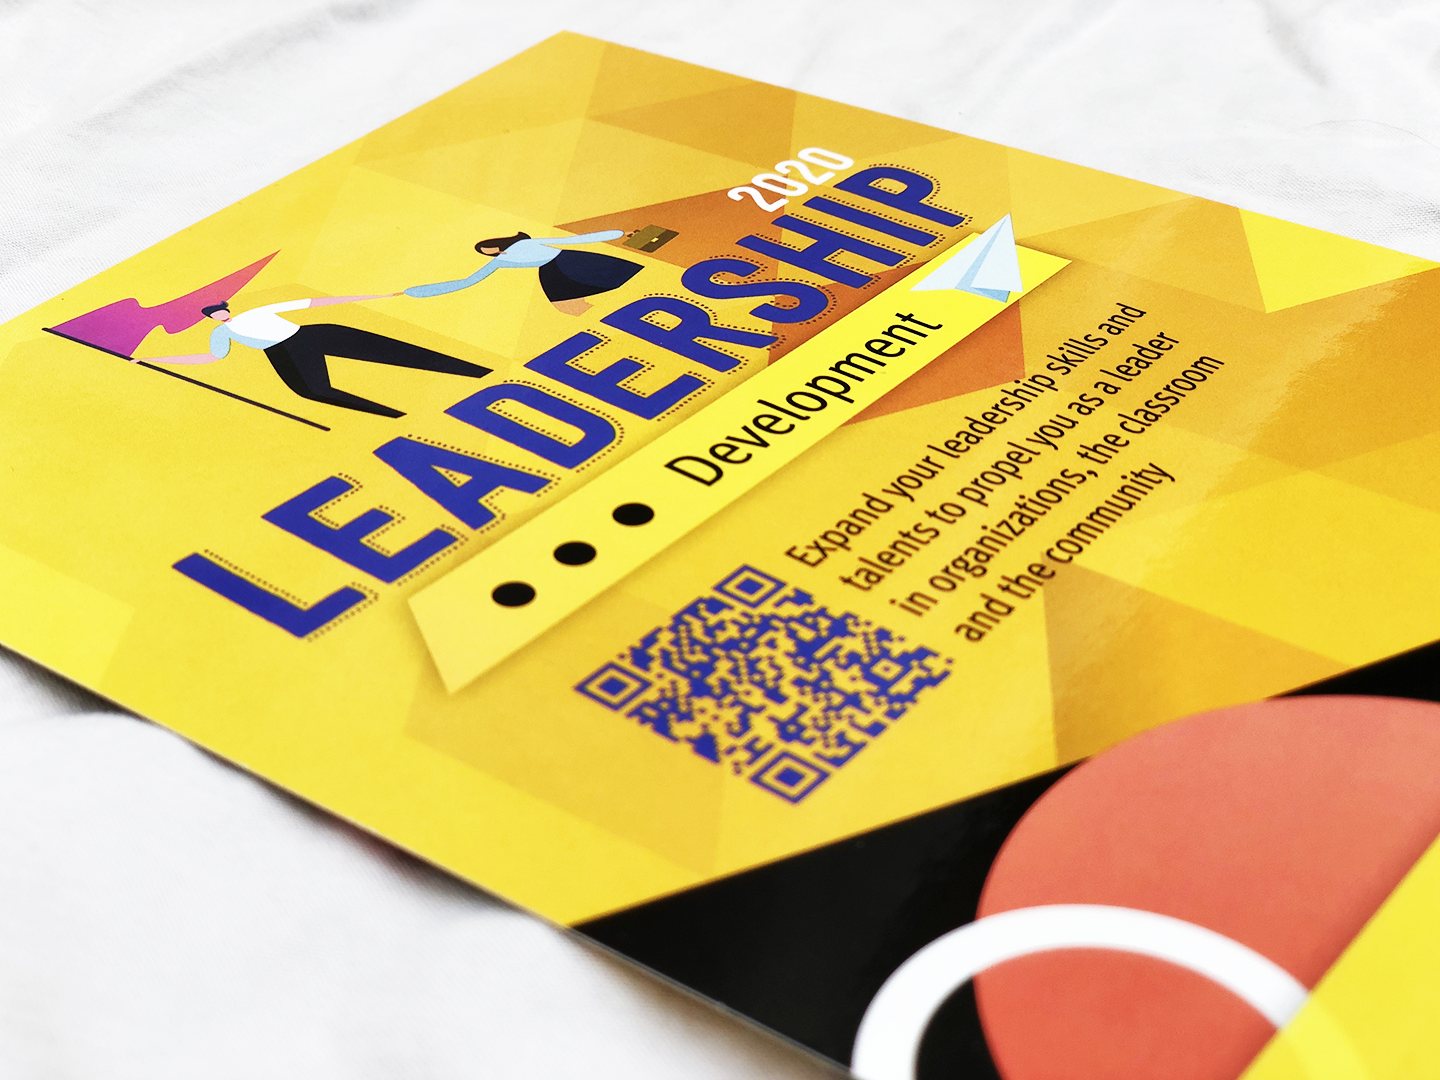 2020
LEADERSHIP
Development
Expand your leadership skills and
talents to propel you as a leader
in organizations, the classroom
and the community